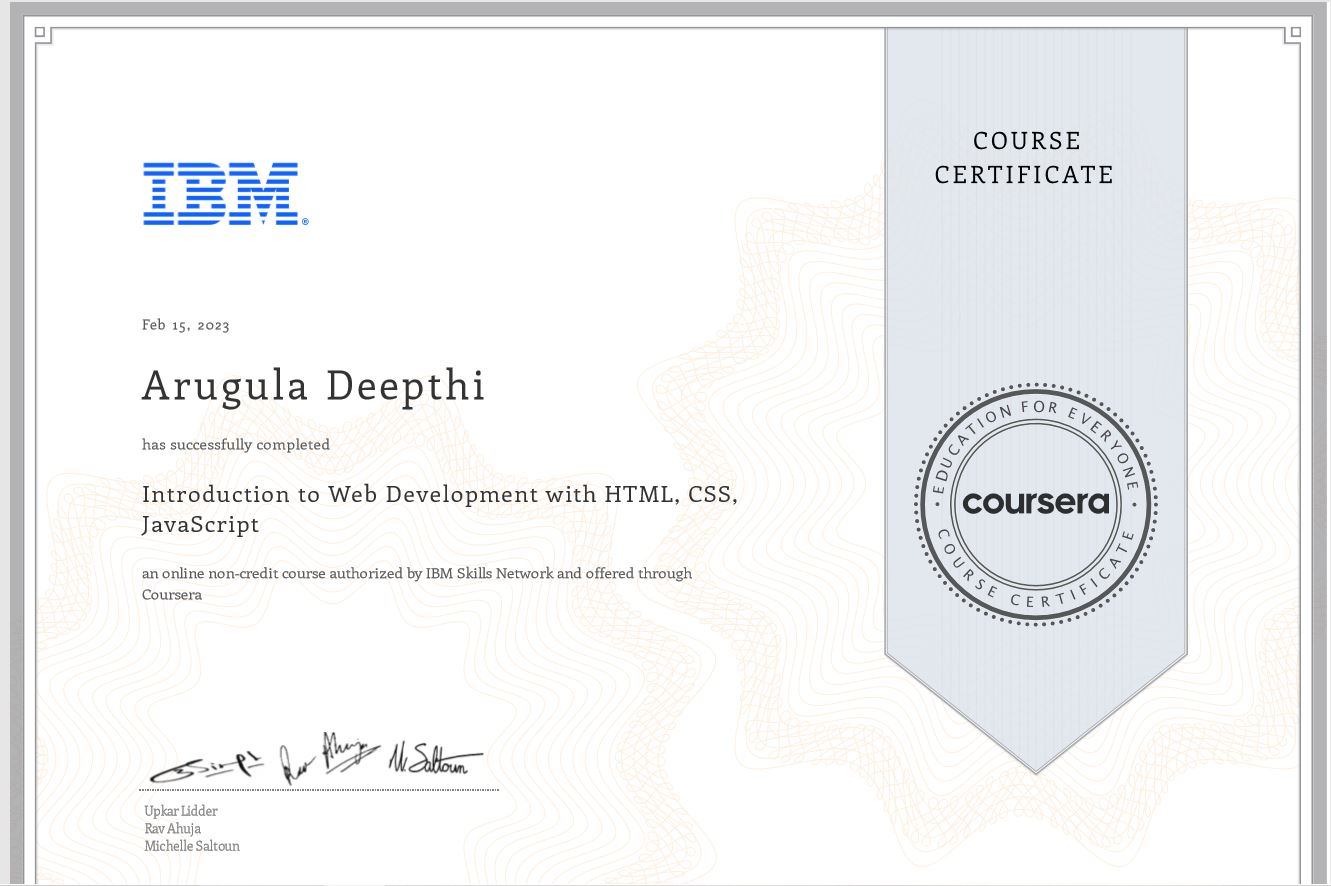 COURSE
CERTIFICATE
IBM®
Feb 15, 2023
Arugula Deepthi
has successfully completed
Introduction to Web Development with HTML, CSS,
JavaScript
an online non-credit course authorized by IBM Skills Network and offered through
Coursera
EDUCATION FOR EVERYONE
coursera
COURSE CERTIFICATE
M. Saltoun
Upkar Lidder
Rav Ahuja
Michelle Saltoun